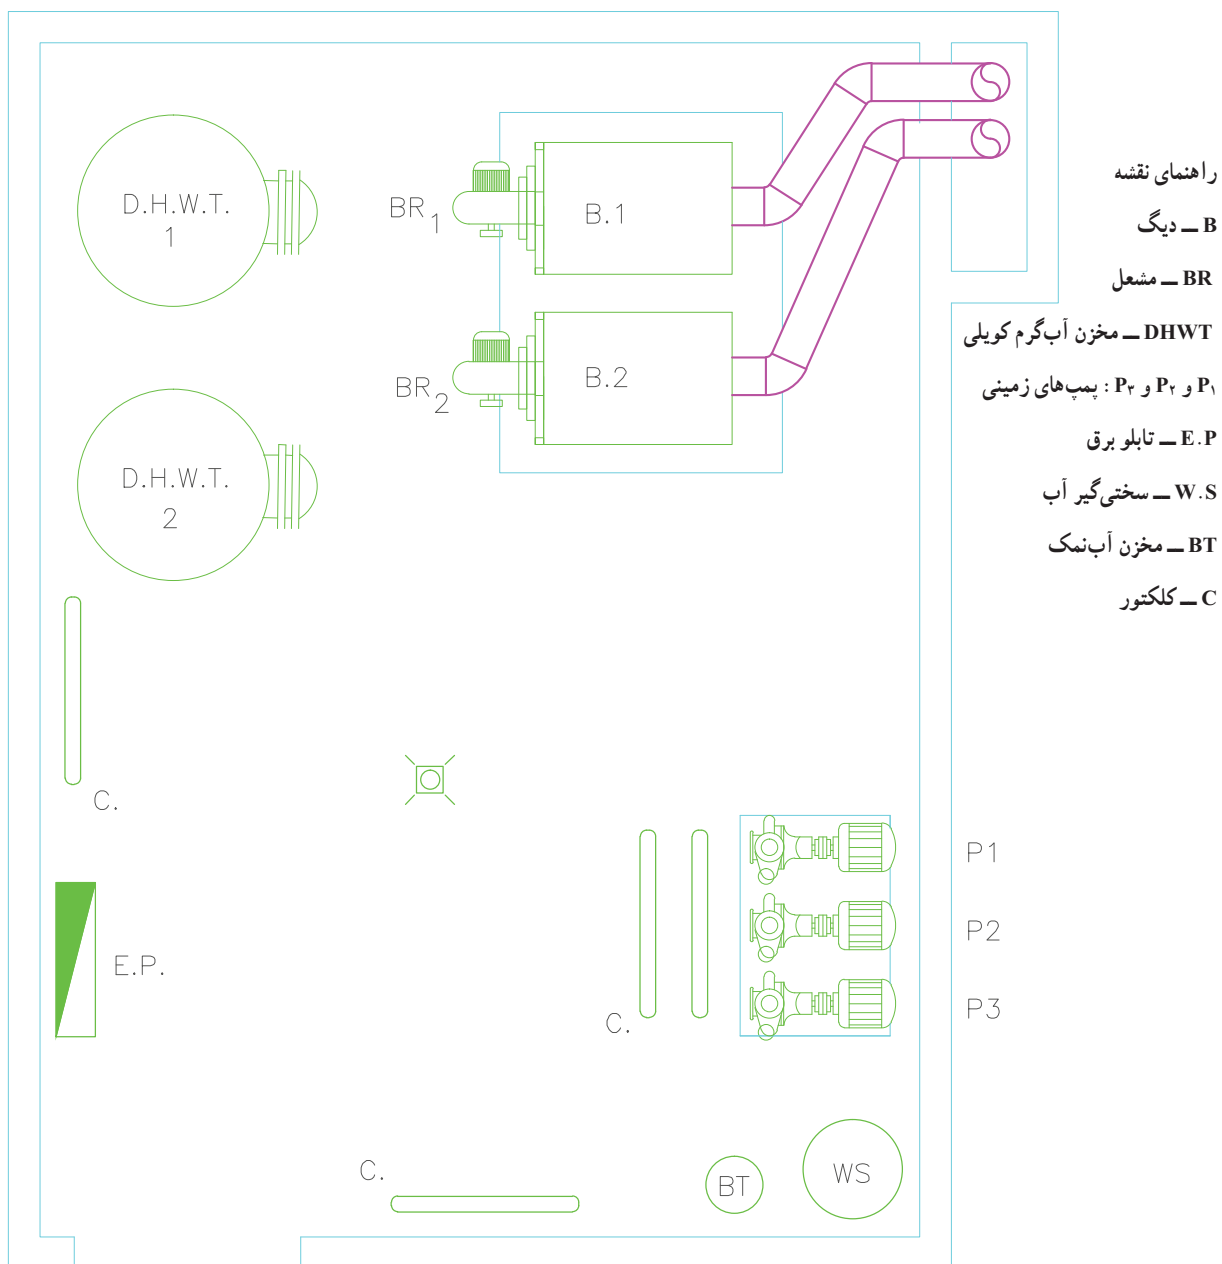 D.H.W.T.
1
BR1
B.1
BR2
B.2
D.H.W.T.
2
C.
E.P.
C.
P1
P2
P3
C.
BT
WS
راهنمای نقشه
B ــ دیگ
BR ــ مشعل
DHWT ــ مخزن آب‌گرم کویلی
P۱ و P۲ و P۳ : پمپ‌های زمینی
E.P ــ تابلو برق
W.S ــ سختی‌گیر آب
BT ــ مخزن آب‌نمک
C ــ کلکتور